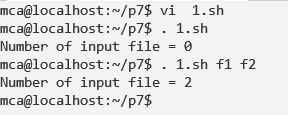 mca@localhost:~/p7$ vi  1.sh
mca@localhost:~/p7$ . 1.sh
Number of input file = 0
mca@localhost:~/p7$ . 1.sh f1 f2
Number of input file = 2
mca@localhost:~/p7$